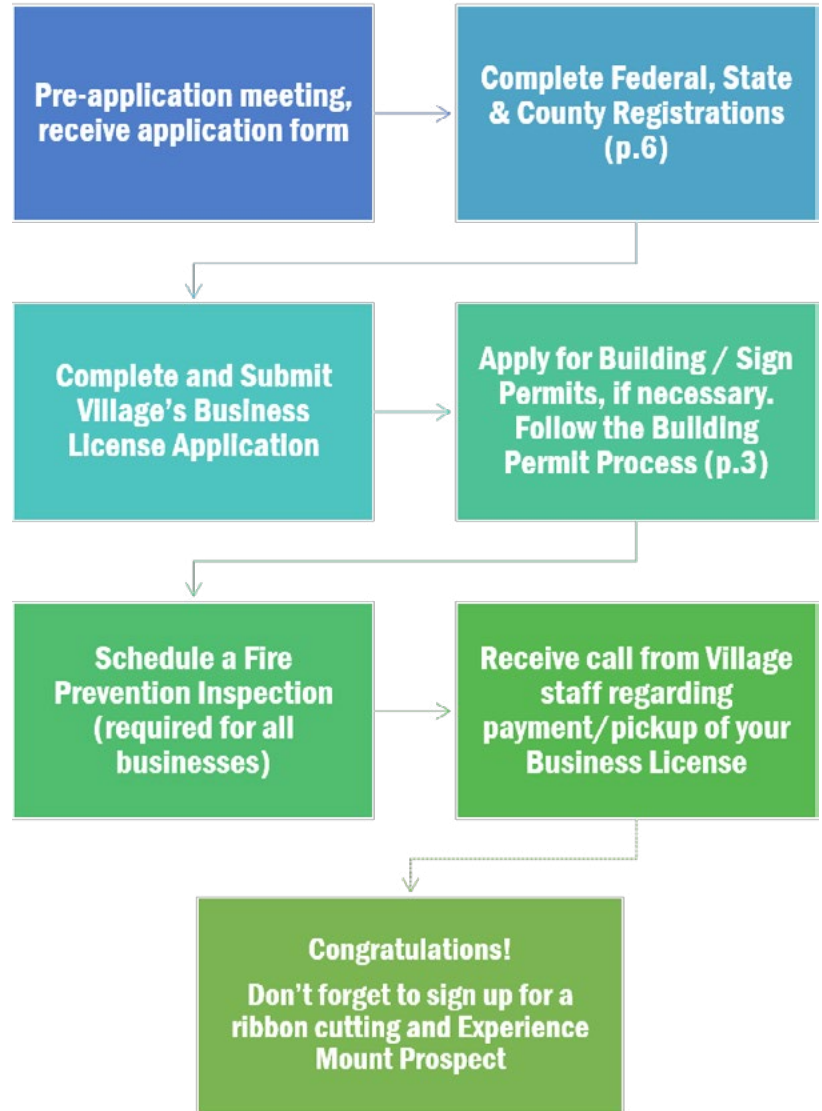 Pre-application meeting,
receive application form
Complete Federal, State
& County Registrations
(p.6)
Complete and Submit
Village's Business
License Application
Apply for Building / Sign
Permits, if necessary.
Follow the Building
Permit Process (p.3)
Schedule a Fire
Prevention Inspection
(required for all
businesses)
Receive call from Village
staff regarding
payment/pickup of your
Business License
Congratulations!
Don't forget to sign up for a
ribbon cutting and Experience
Mount Prospect